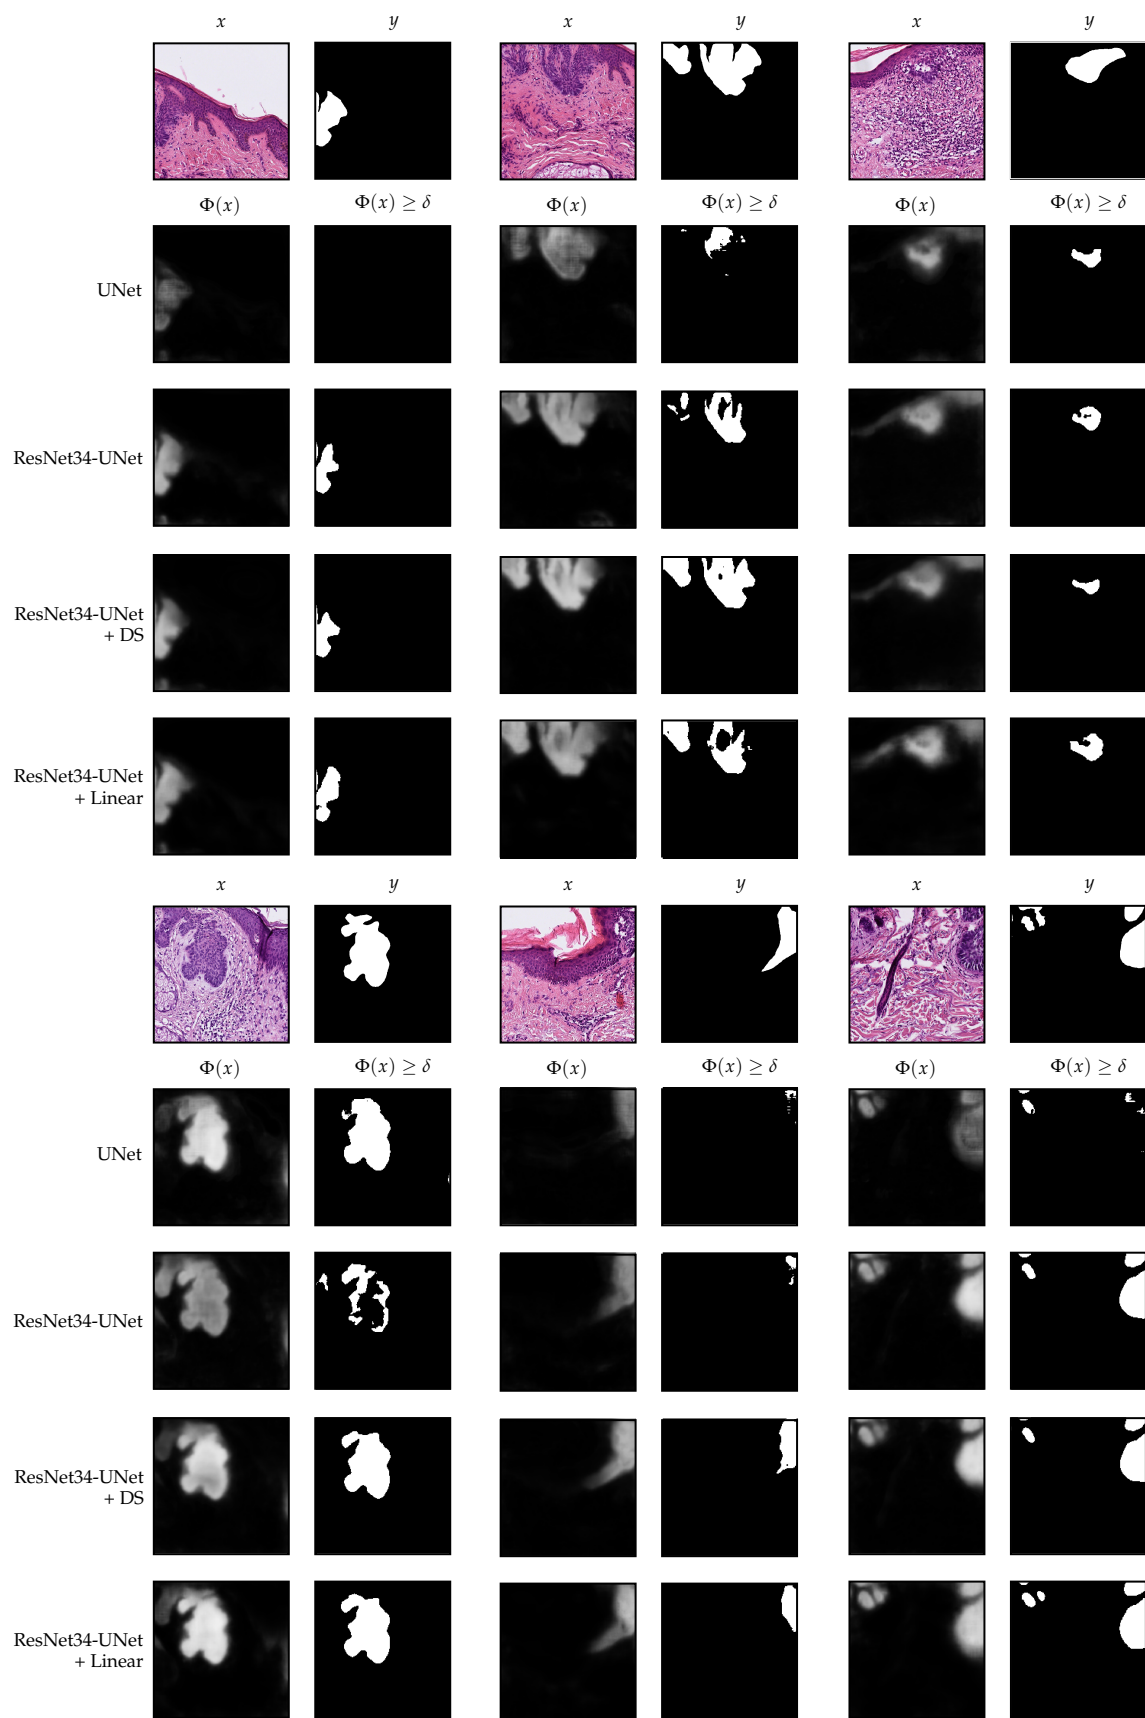 x y x y x y
Φ(x) Φ(x) ≥ δ Φ(x) Φ(x) ≥ δ Φ(x) Φ(x) ≥ δ
UNet
ResNet34-UNet
ResNet34-UNet
+ DS
ResNet34-UNet
+ Linear
x y x y x y
Φ(x) Φ(x) ≥ δ Φ(x) Φ(x) ≥ δ Φ(x) Φ(x) ≥ δ
UNet
ResNet34-UNet
ResNet34-UNet
+ DS
ResNet34-UNet
+ Linear